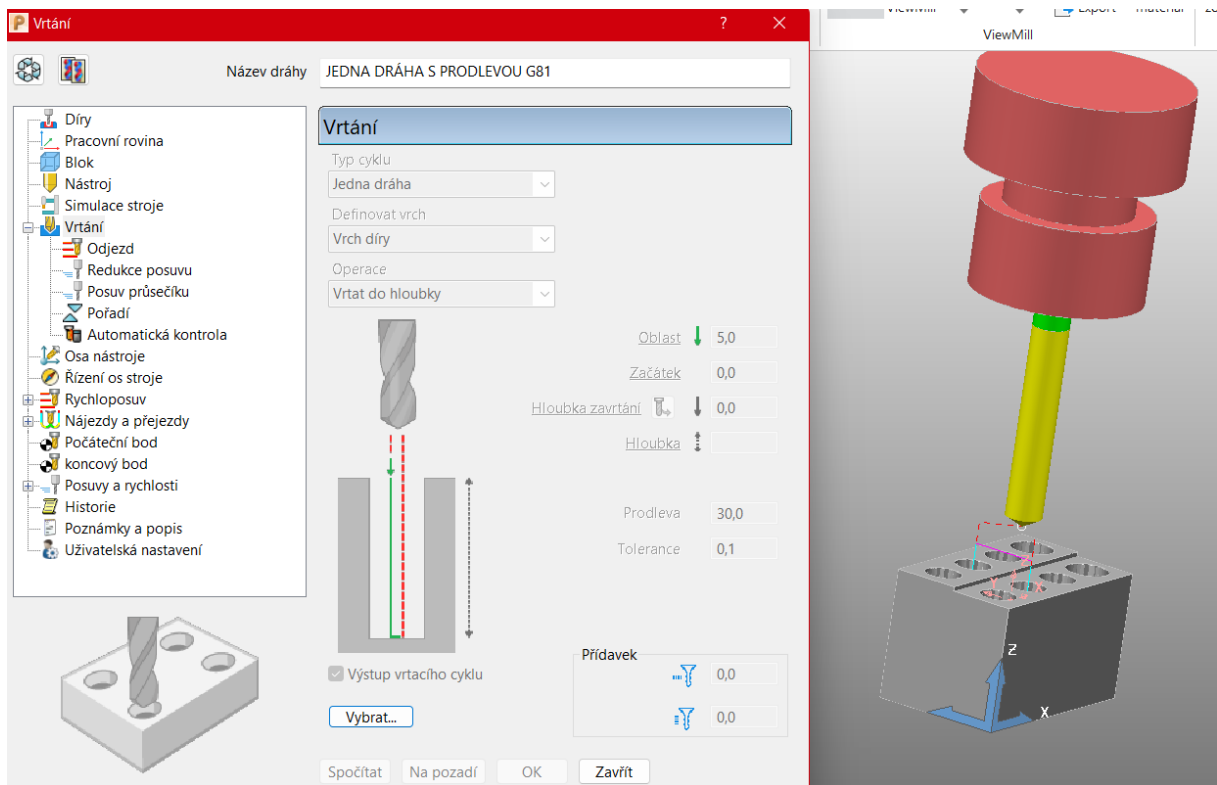 Vrtání
? ✕
Název dráhy JEDNA DRÁHA S PRODLEVOU G81
Díry
Pracovní rovina
Blok
Nástroj
Simulace stroje
Vrtání
Odjezd
Redukce posuvu
Posuv průsečíku
Pořadí
Automatická kontrola
Osa nástroje
Řízení os stroje
Rychloposuv
Nájezdy a přejezdy
Počáteční bod
koncový bod
Posuvy a rychlosti
Historie
Poznámky a popis
Uživatelská nastavení
Vrtání
Typ cyklu
Jedna dráha
Definovat vrch
Vrch díry
Operace
Vrtat do hloubky
Oblast 5,0
Začátek 0,0
Hloubka zavrtání 0,0
Hloubka
Prodleva 30,0
Tolerance 0,1
Výstup vrtacího cyklu
Vybrat...
Přídavek
0,0
0,0
Spočítat Na pozadí OK Zavřít
ViewMill Export material
ViewMill
Z
X